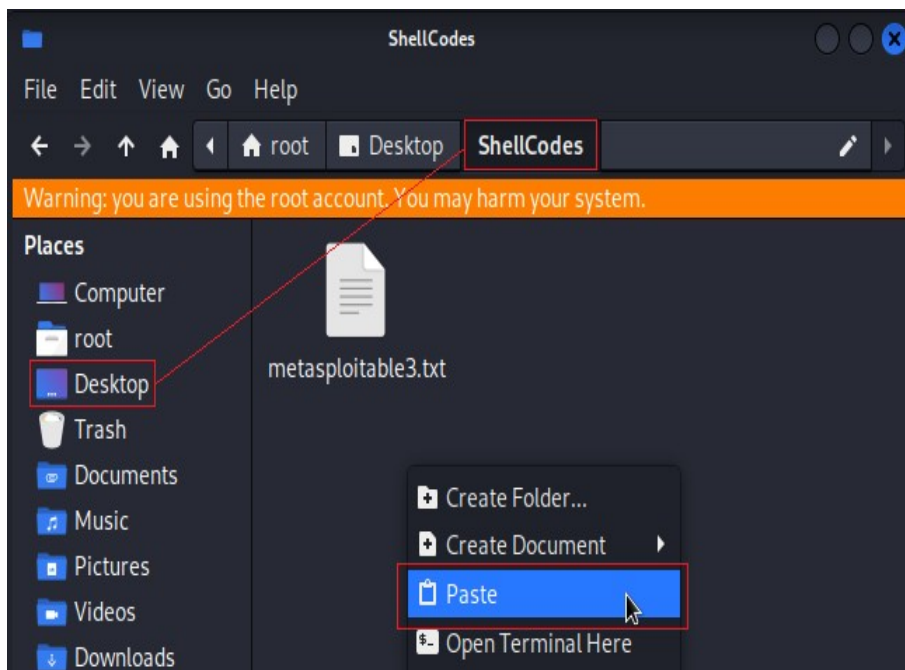 ShellCodes
File Edit View Go Help
root Desktop ShellCodes
Warning: you are using the root account. You may harm your system.
Places
Computer
root
Desktop
Trash
Documents
Music
Pictures
Videos
Downloads
metasploitable3.txt
Create Folder...
Create Document
Paste
Open Terminal Here